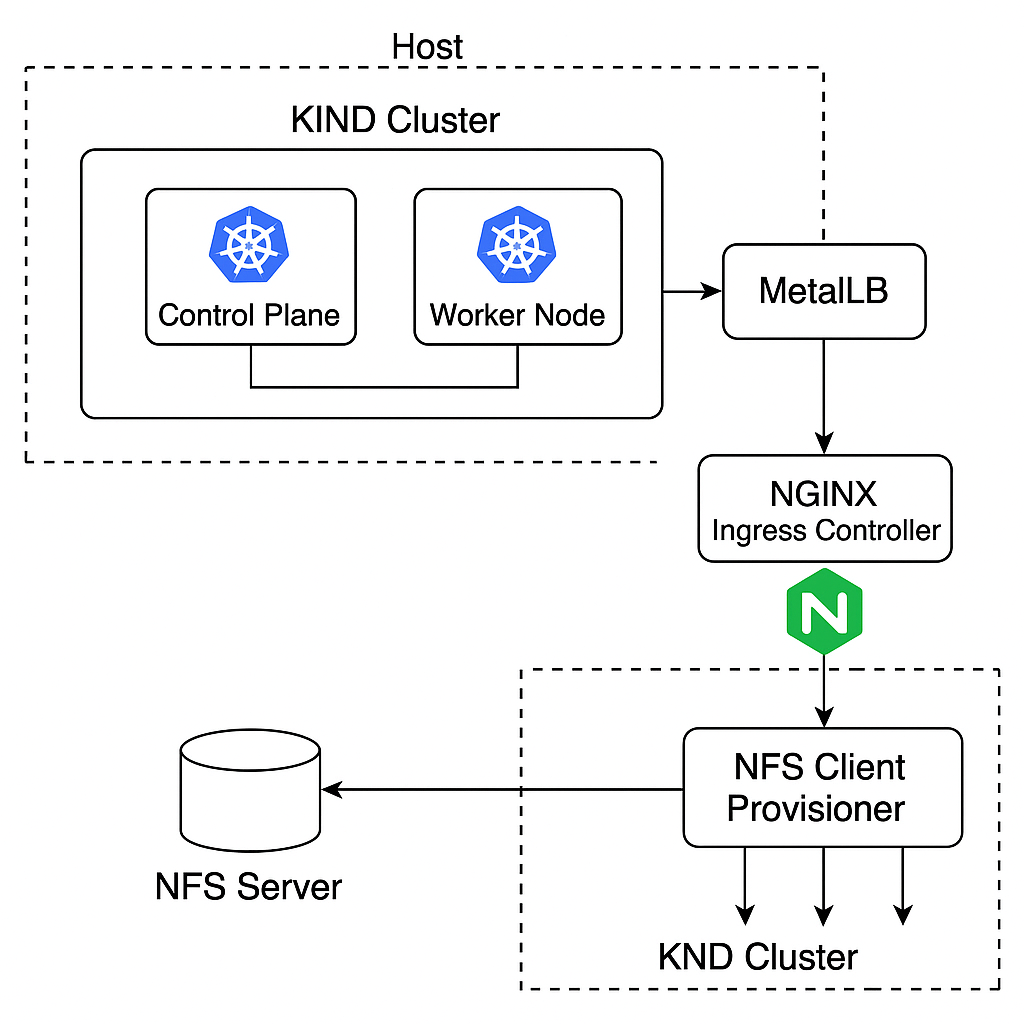 Host
KIND Cluster
Control Plane
Worker Node
MetalLB
NGINX
Ingress Controller
N
NFS Client
Provisioner
NFS Server
KND Cluster